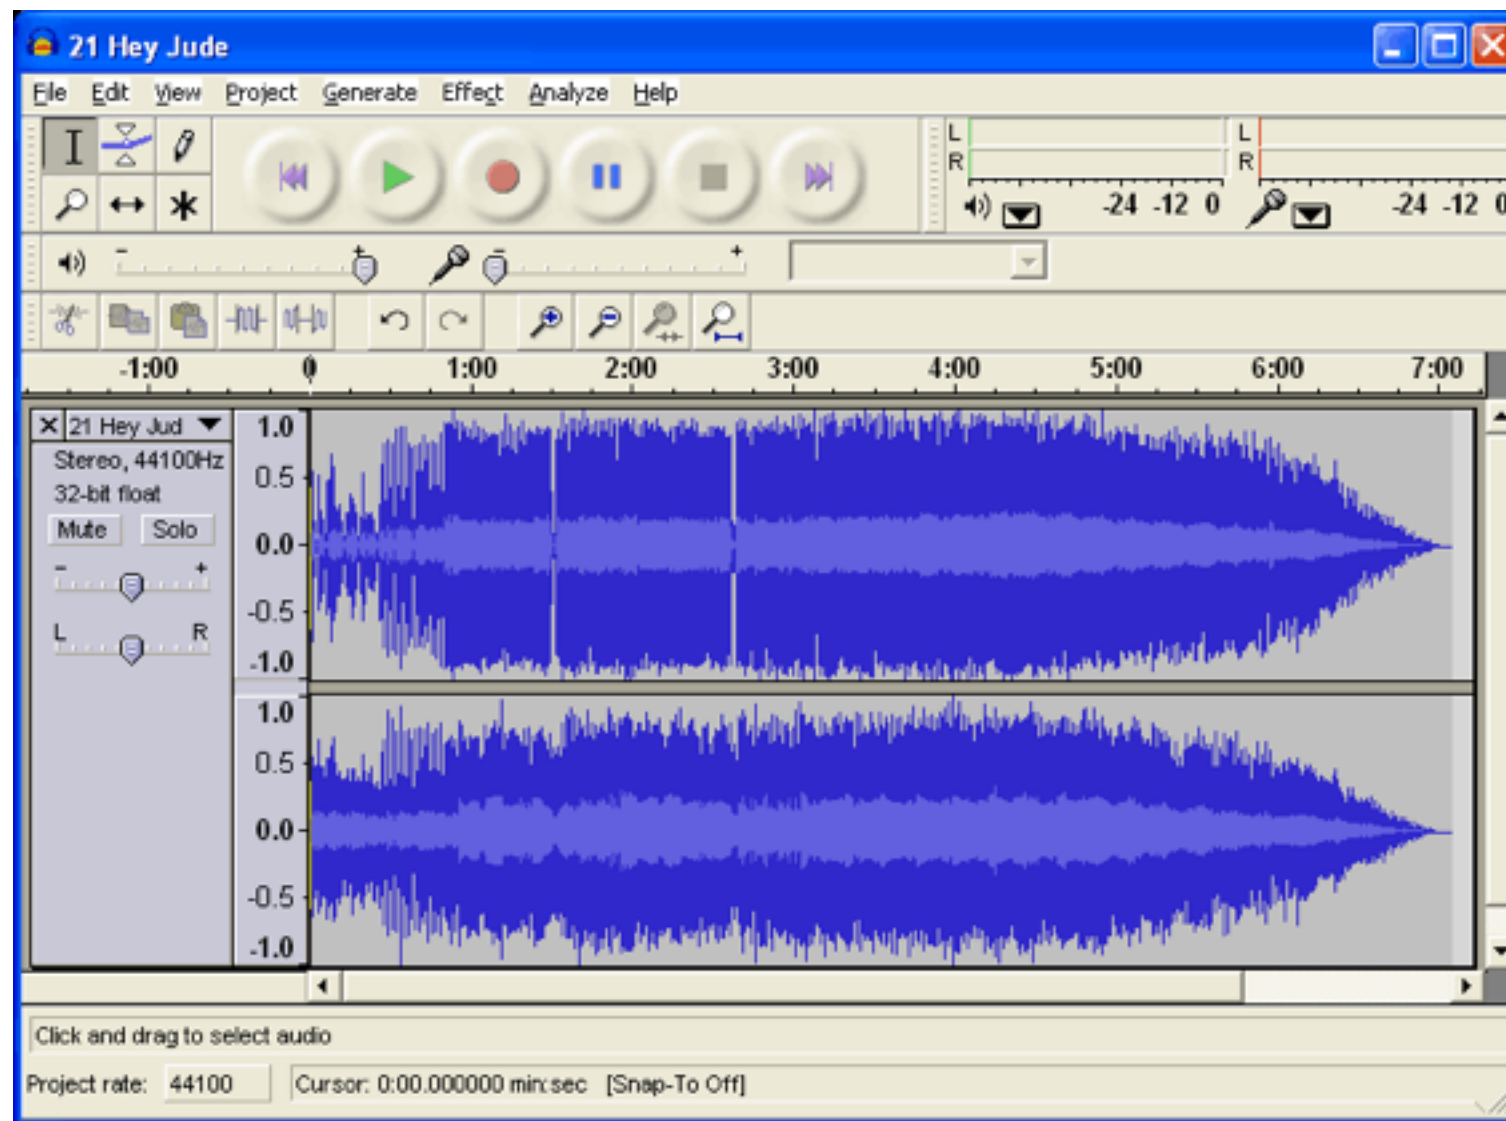 21 Hey Jude
File Edit View Project Generate Effect Analyze Help
L L
R R
-24 -12 0 -24 -12 0
- + - +
-1:00 0 1:00 2:00 3:00 4:00 5:00 6:00 7:00
21 Hey Jud
Stereo, 44100Hz
32-bit float
Mute Solo
- +
L R
1.0
0.5
0.0
-0.5
-1.0
1.0
0.5
0.0
-0.5
-1.0
Click and drag to select audio
Project rate: 44100 Cursor: 0:00.000000 min:sec [Snap-To Off]